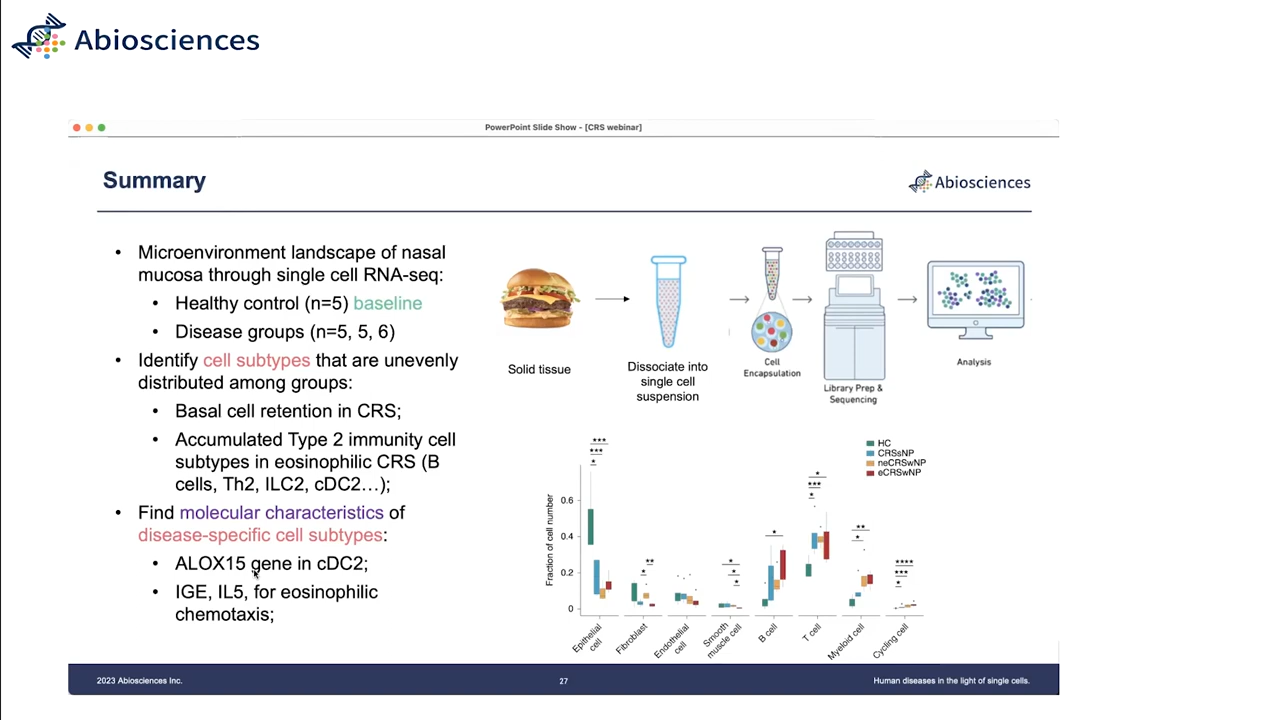 Abiosciences
PowerPoint Slide Show - [CRS webinar]
Summary
Abiosciences
• Microenvironment landscape of nasal
mucosa through single cell RNA-seq:
• Healthy control (n=5) baseline
• Disease groups (n=5, 5, 6)
• Identify cell subtypes that are unevenly
distributed among groups:
• Basal cell retention in CRS;
• Accumulated Type 2 immunity cell
subtypes in eosinophilic CRS (B
cells, Th2, ILC2, cDC2…);
• Find molecular characteristics of
disease-specific cell subtypes:
• ALOX15 gene in cDC2;
• IGE, IL5, for eosinophilic
chemotaxis;
Solid tissue
Dissociate into
single cell
suspension
Cell
Encapsulation
Library Prep &
Sequencing
Analysis
HC
CRSsNP
neCRSwNP
eCRSwNP
Fraction of cell number
0.6
0.4
0.2
0
Epithelial
cell
Fibroblast
Endothelial
cell
Smooth
muscle cell
B cell
T cell
Myeloid cell
Cycling cell
2023 Abiosciences Inc.
27
Human diseases in the light of single cells.